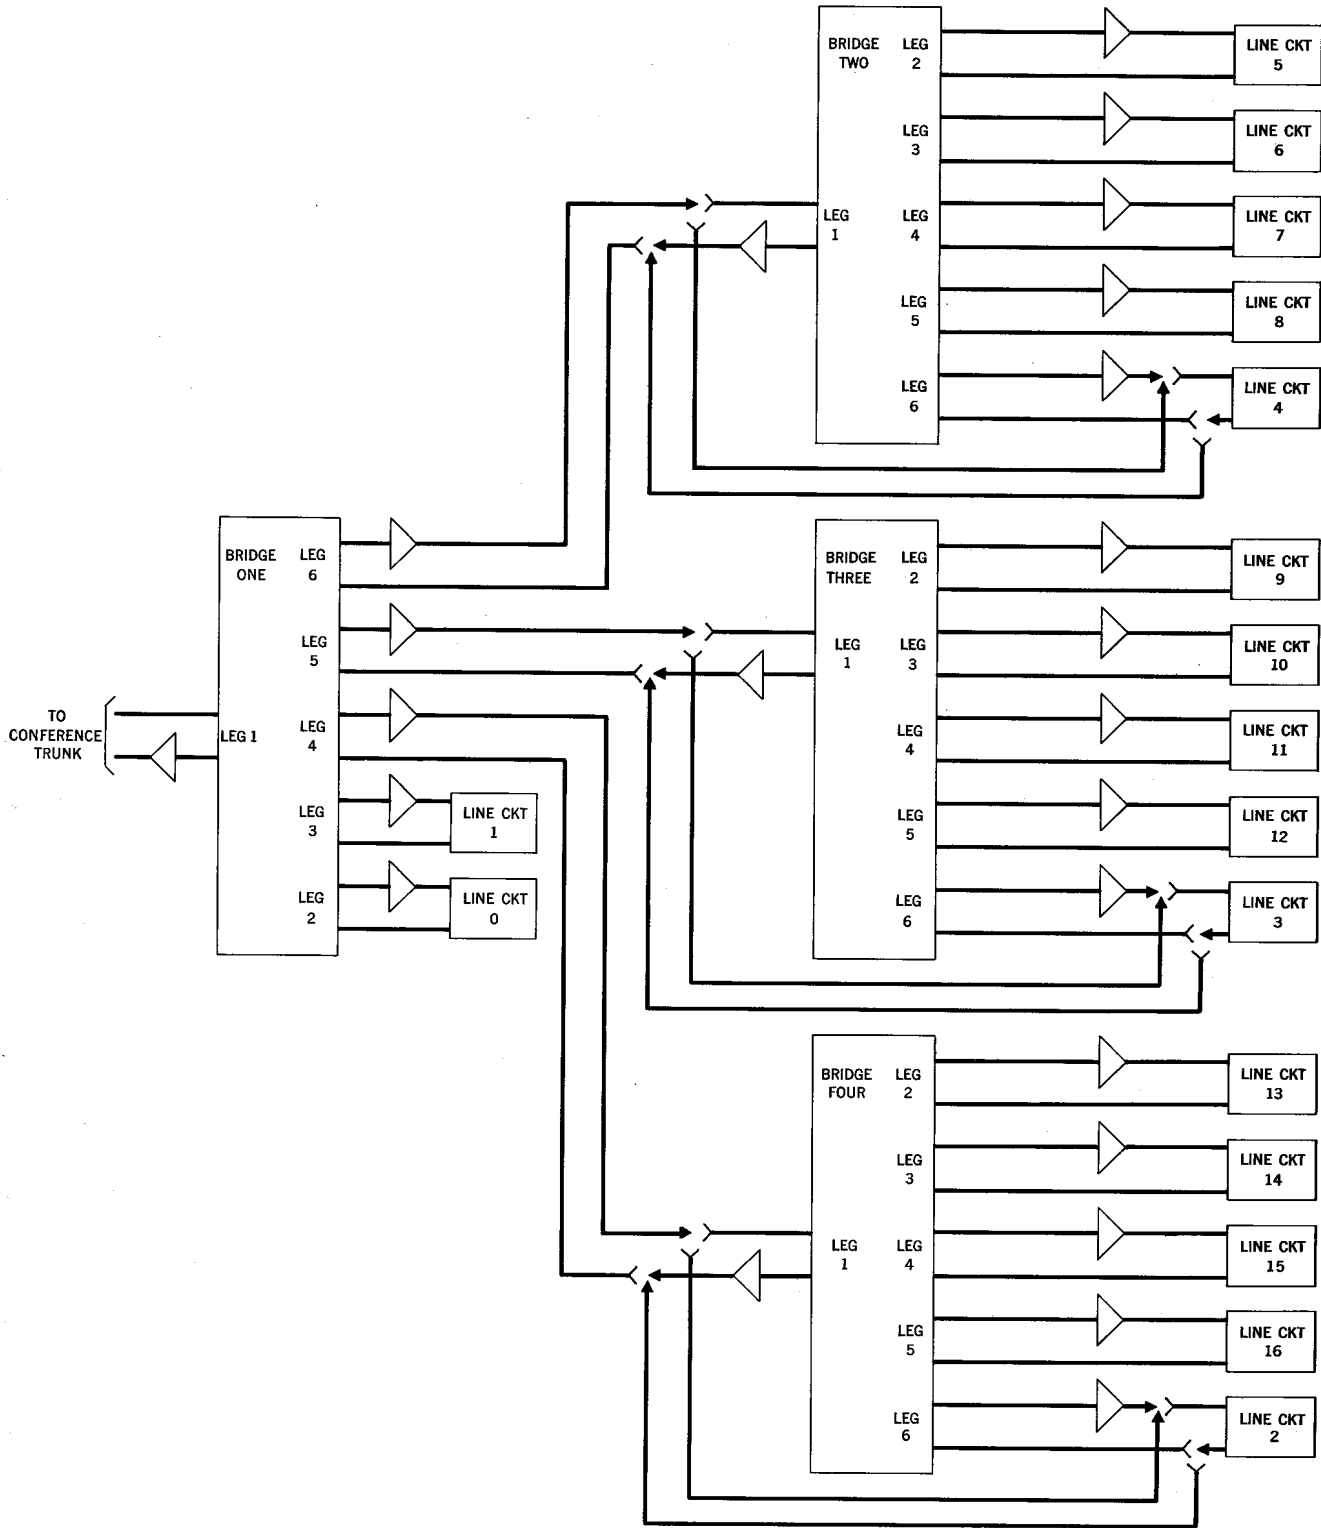 BRIDGE
TWO
LEG
2
LINE CKT
5
LEG
3
LINE CKT
6
LEG
1
LEG
4
LINE CKT
7
LEG
5
LINE CKT
8
LEG
6
LINE CKT
4
BRIDGE
ONE
LEG
6
LEG
5
TO
CONFERENCE
TRUNK
LEG 1
LEG
4
LEG
3
LINE CKT
1
LEG
2
LINE CKT
0
BRIDGE
THREE
LEG
2
LINE CKT
9
LEG
1
LEG
3
LINE CKT
10
LEG
4
LINE CKT
11
LEG
5
LINE CKT
12
LEG
6
LINE CKT
3
BRIDGE
FOUR
LEG
2
LINE CKT
13
LEG
3
LINE CKT
14
LEG
1
LEG
4
LINE CKT
15
LEG
5
LINE CKT
16
LEG
6
LINE CKT
2